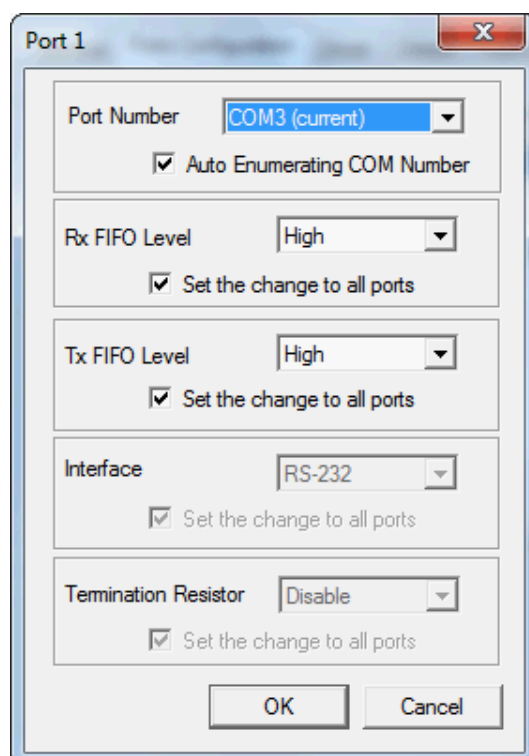 Port 1
Port Number COM3 (current)
Auto Enumerating COM Number
Rx FIFO Level High
Set the change to all ports
Tx FIFO Level High
Set the change to all ports
Interface RS-232
Set the change to all ports
Termination Resistor Disable
Set the change to all ports
OK Cancel